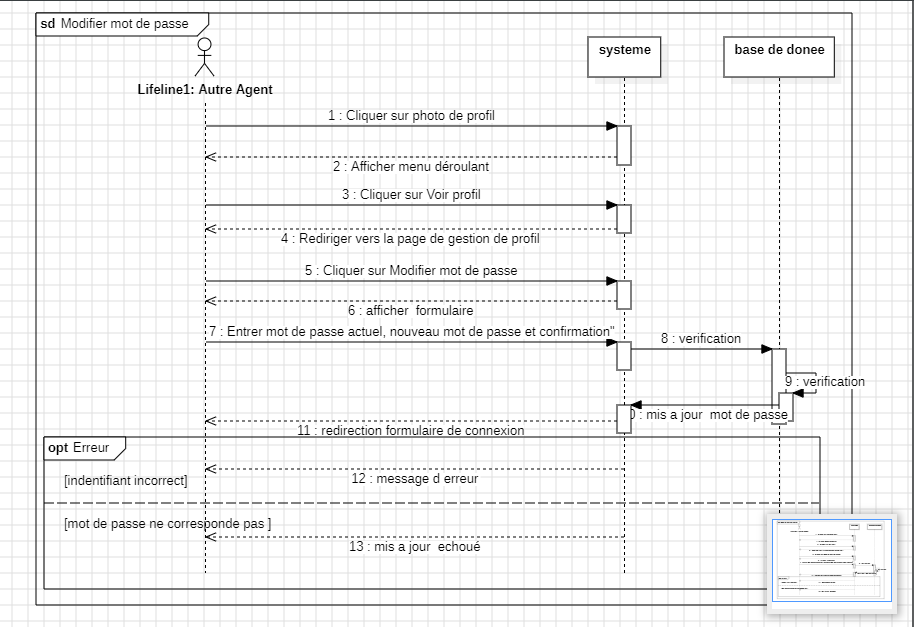 sd Modifier mot de passe
systeme
base de donee
Lifeline1: Autre Agent
1 : Cliquer sur photo de profil
2 : Afficher menu déroulant
3 : Cliquer sur Voir profil
4 : Rediriger vers la page de gestion de profil
5 : Cliquer sur Modifier mot de passe
6 : afficher formulaire
7 : Entrer mot de passe actuel, nouveau mot de passe et confirmation"
8 : verification
9 : verification
: mis a jour mot de passe
11 : redirection formulaire de connexion
opt Erreur
12 : message d erreur
[indentifiant incorrect]
[mot de passe ne corresponde pas ]
13 : mis a jour echoué